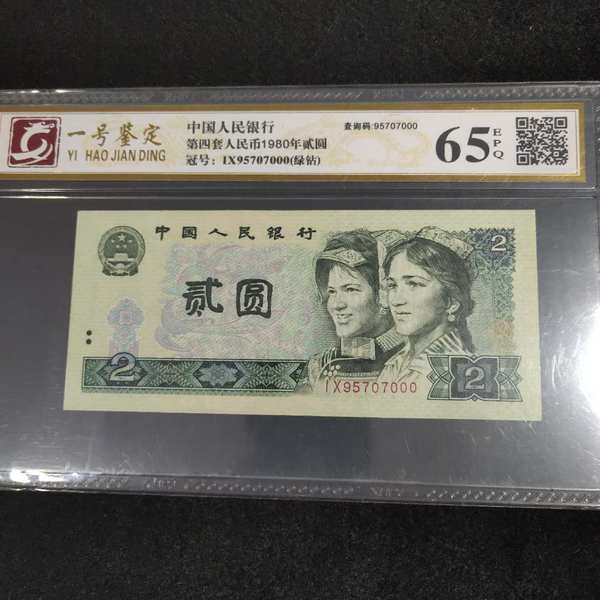 一号鉴定
YI HAO JIAN DING
中国人民银行
第四套人民币1980年贰圆
冠号：IX95707000(绿钻)
查询码:95707000
65
EPQ
中国人民银行
2
贰圆
2
IX95707000
2